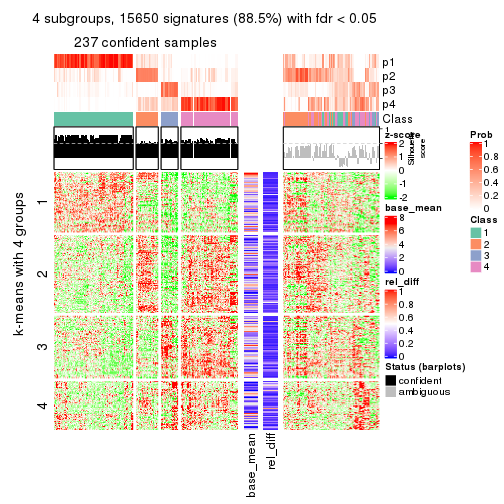 4 subgroups, 15650 signatures (88.5%) with fdr < 0.05
237 confident samples
p1
p2
p3
p4
Class
1
Silhouette
score
z-score
2
1
0
-1
-2
base_mean
8
6
4
2
0
rel_diff
1
0.8
0.6
0.4
0.2
0
Status (barplots)
confident
ambiguous
Prob
1
0.8
0.6
0.4
0.2
0
Class
1
2
3
4
k-means with 4 groups
1
2
3
4
base_mean
rel_diff